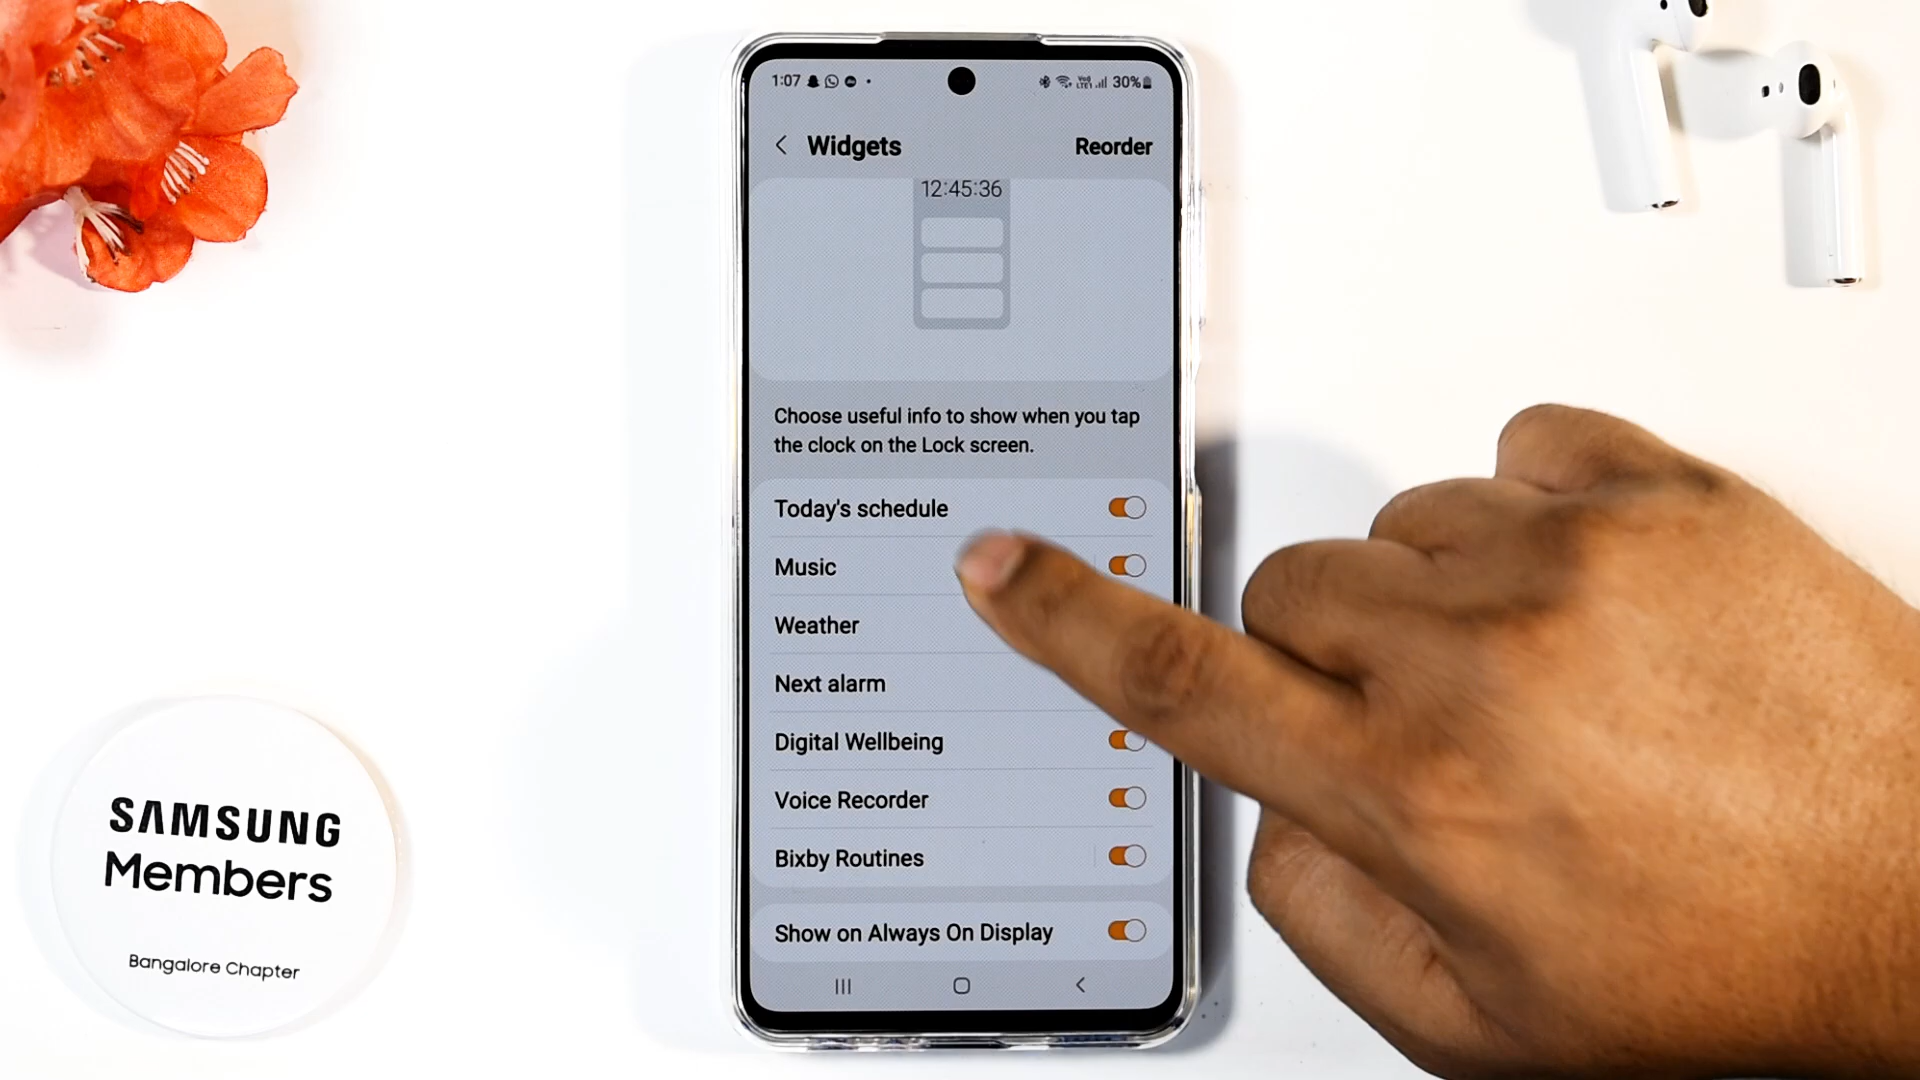 1:07
30%
Widgets
Reorder
12:45:36
Choose useful info to show when you tap
the clock on the Lock screen.
Today's schedule
Music
Weather
Next alarm
Digital Wellbeing
Voice Recorder
Bixby Routines
Show on Always On Display
SAMSUNG
Members
Bangalore Chapter